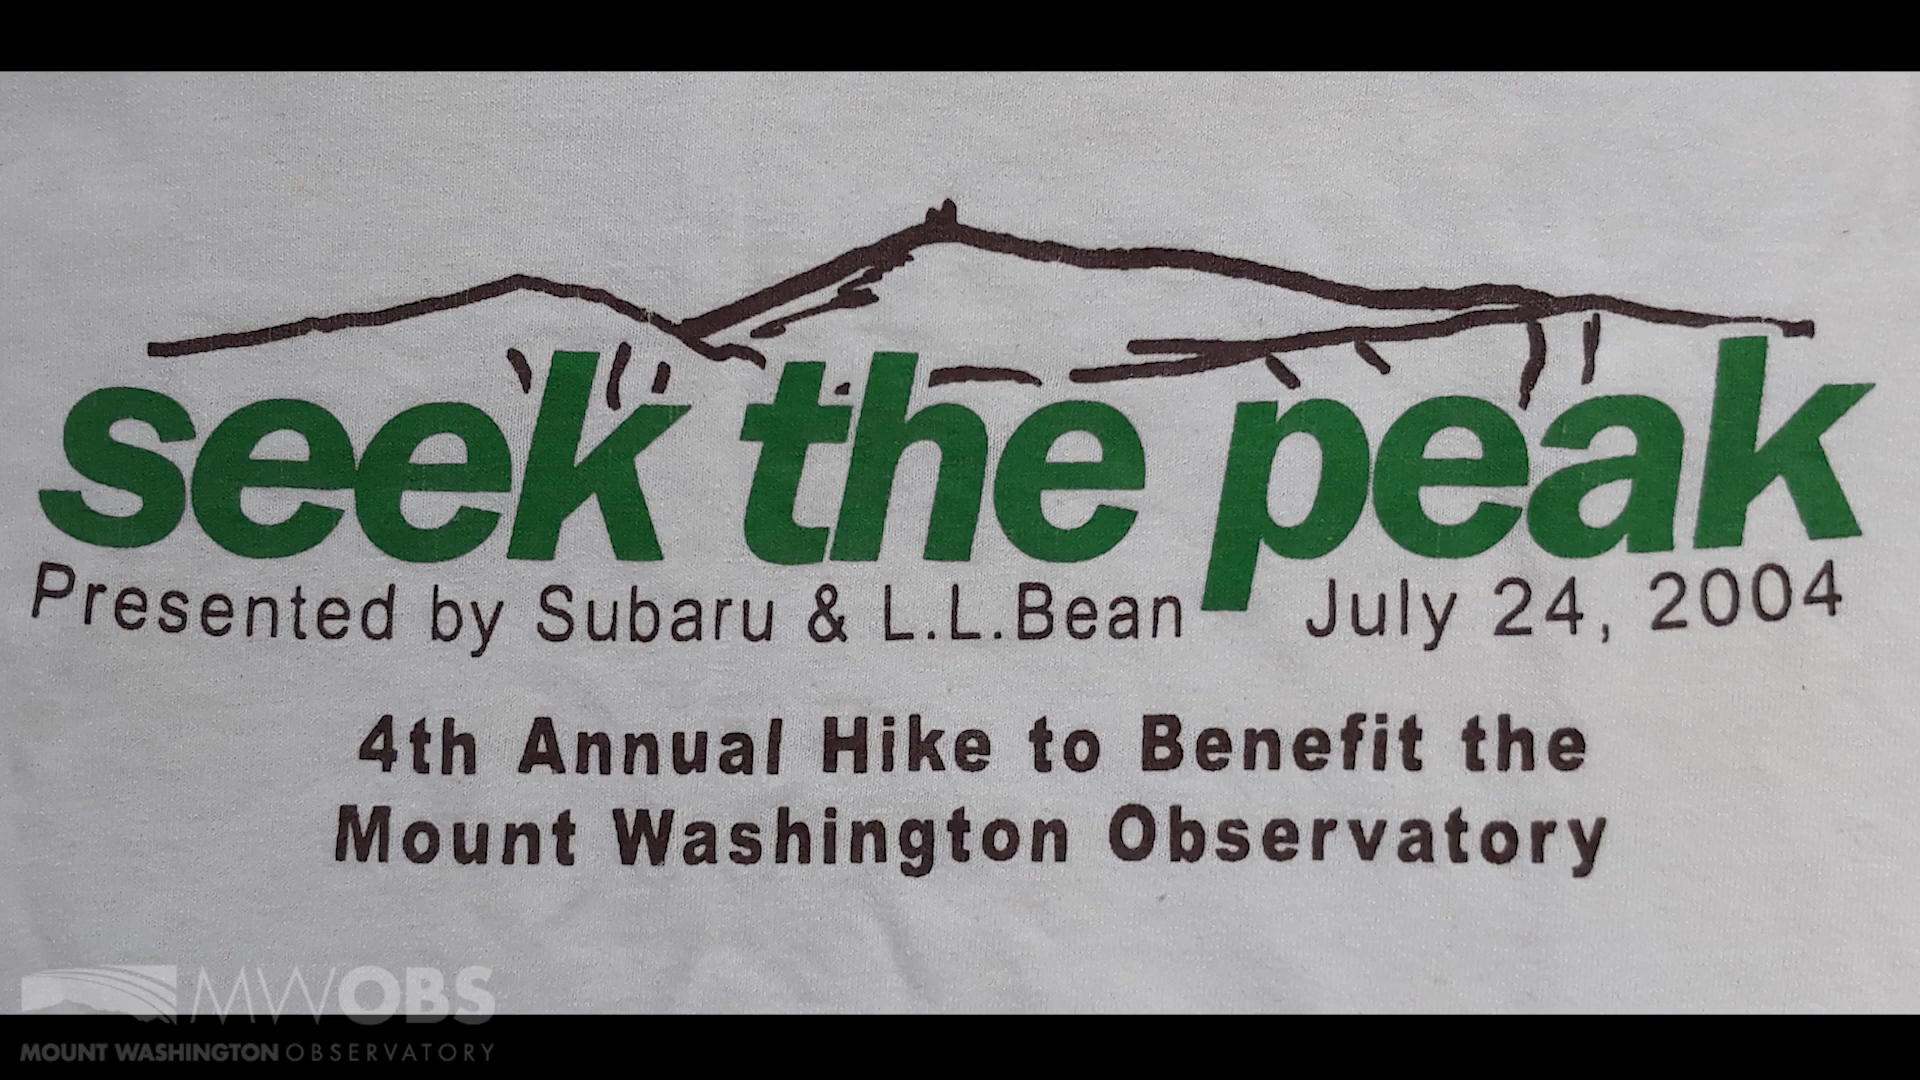 seek the peak
Presented by Subaru & L.L.Bean July 24, 2004
4th Annual Hike to Benefit the
Mount Washington Observatory
MWOBS
MOUNT WASHINGTON OBSERVATORY